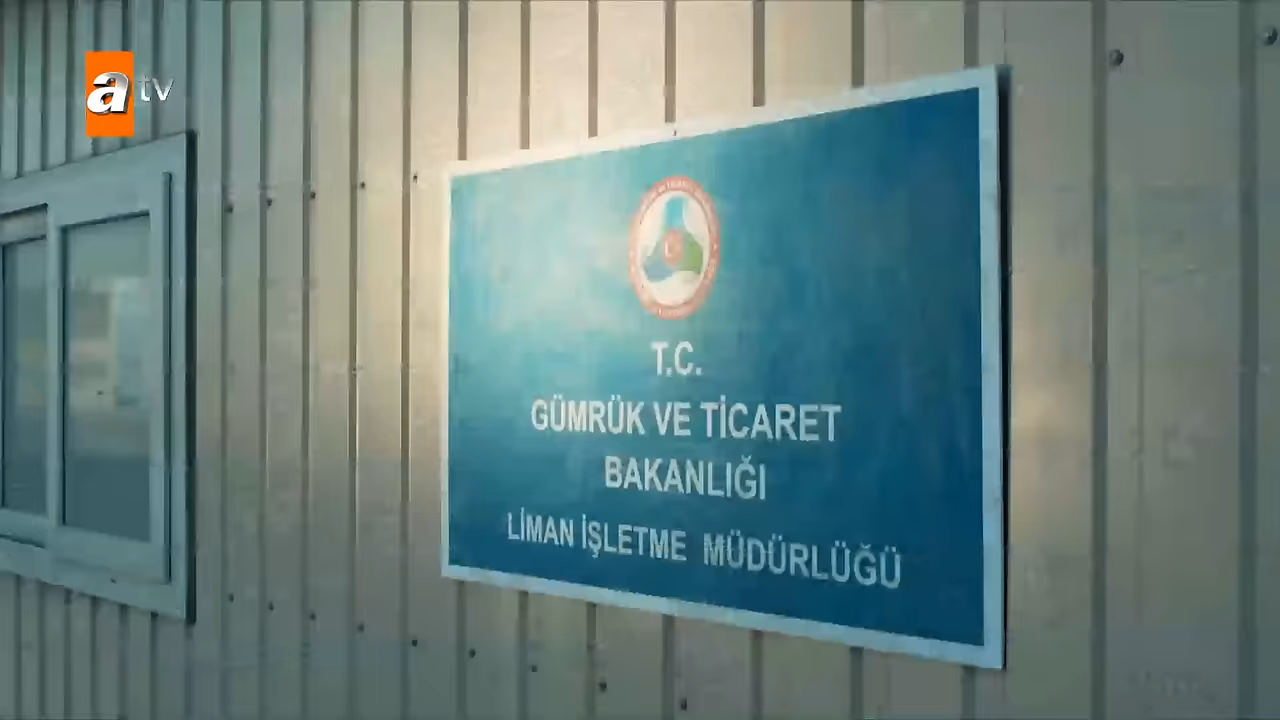 atv
T.C.
GÜMRÜK VE TİCARET
BAKANLIĞI
LİMAN İŞLETME MÜDÜRLÜĞÜ